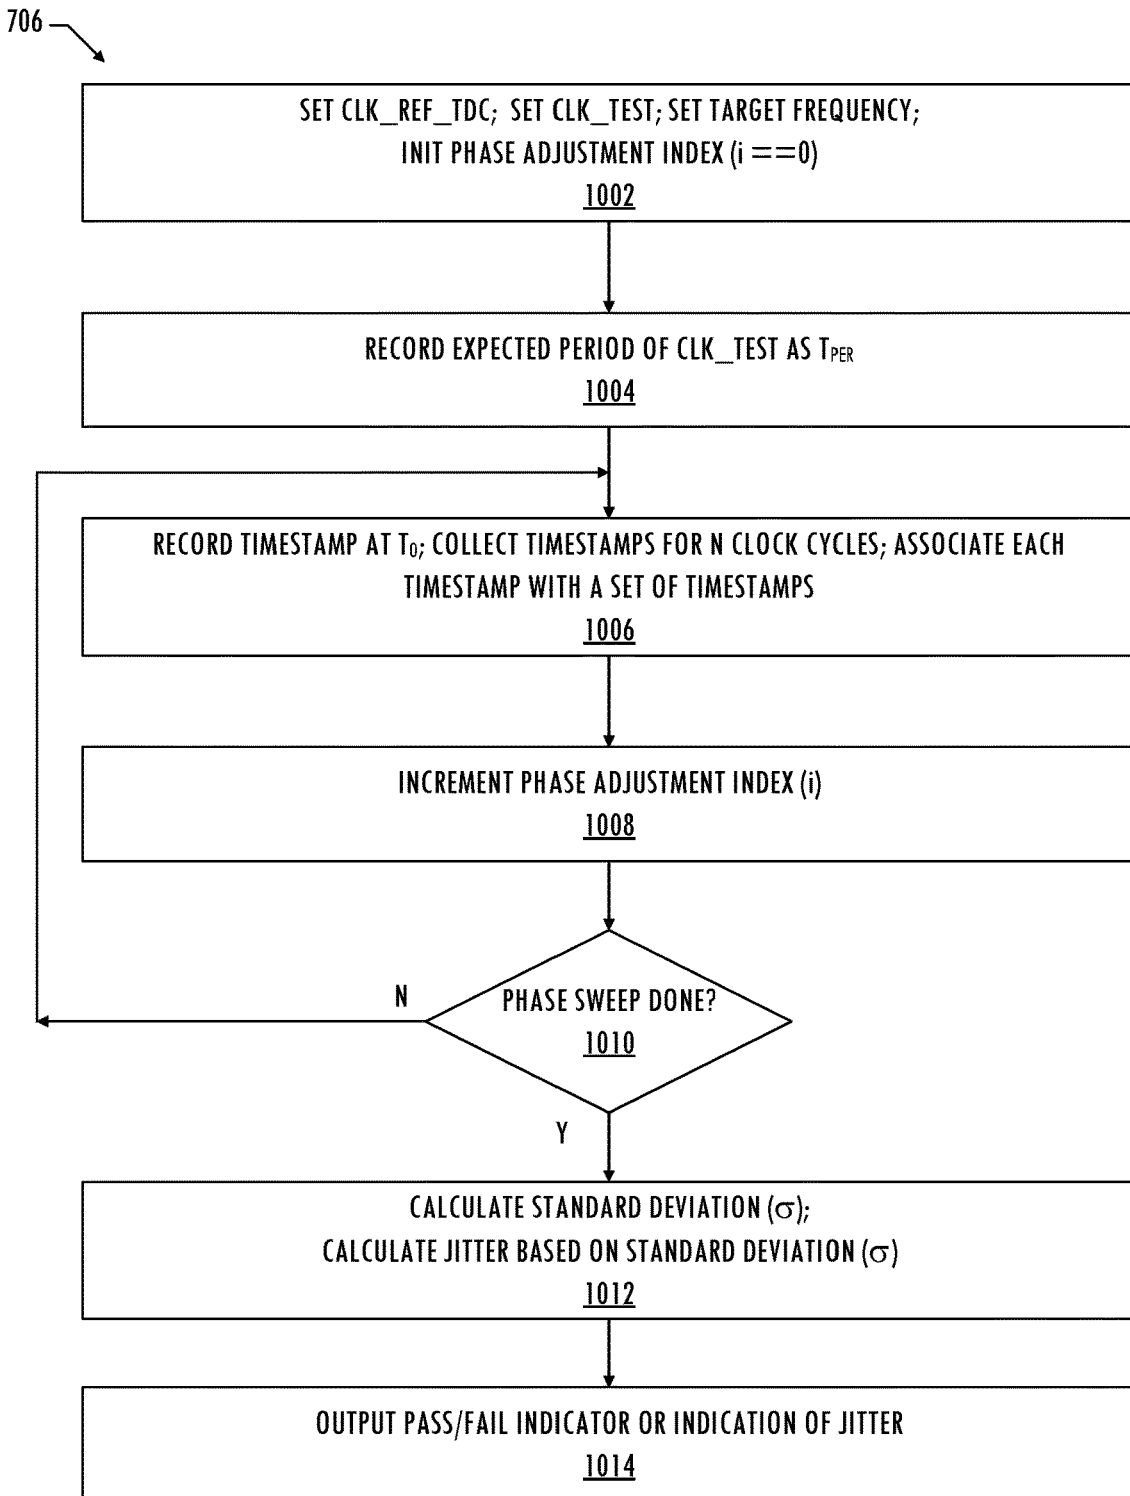 706
SET CLK_REF_TDC; SET CLK_TEST; SET TARGET FREQUENCY;
INIT PHASE ADJUSTMENT INDEX (i ==0)
1002
RECORD EXPECTED PERIOD OF CLK_TEST AS TPER
1004
RECORD TIMESTAMP AT T0; COLLECT TIMESTAMPS FOR N CLOCK CYCLES; ASSOCIATE EACH
TIMESTAMP WITH A SET OF TIMESTAMPS
1006
INCREMENT PHASE ADJUSTMENT INDEX (i)
1008
N
PHASE SWEEP DONE?
1010
Y
CALCULATE STANDARD DEVIATION (σ);
CALCULATE JITTER BASED ON STANDARD DEVIATION (σ)
1012
OUTPUT PASS/FAIL INDICATOR OR INDICATION OF JITTER
1014